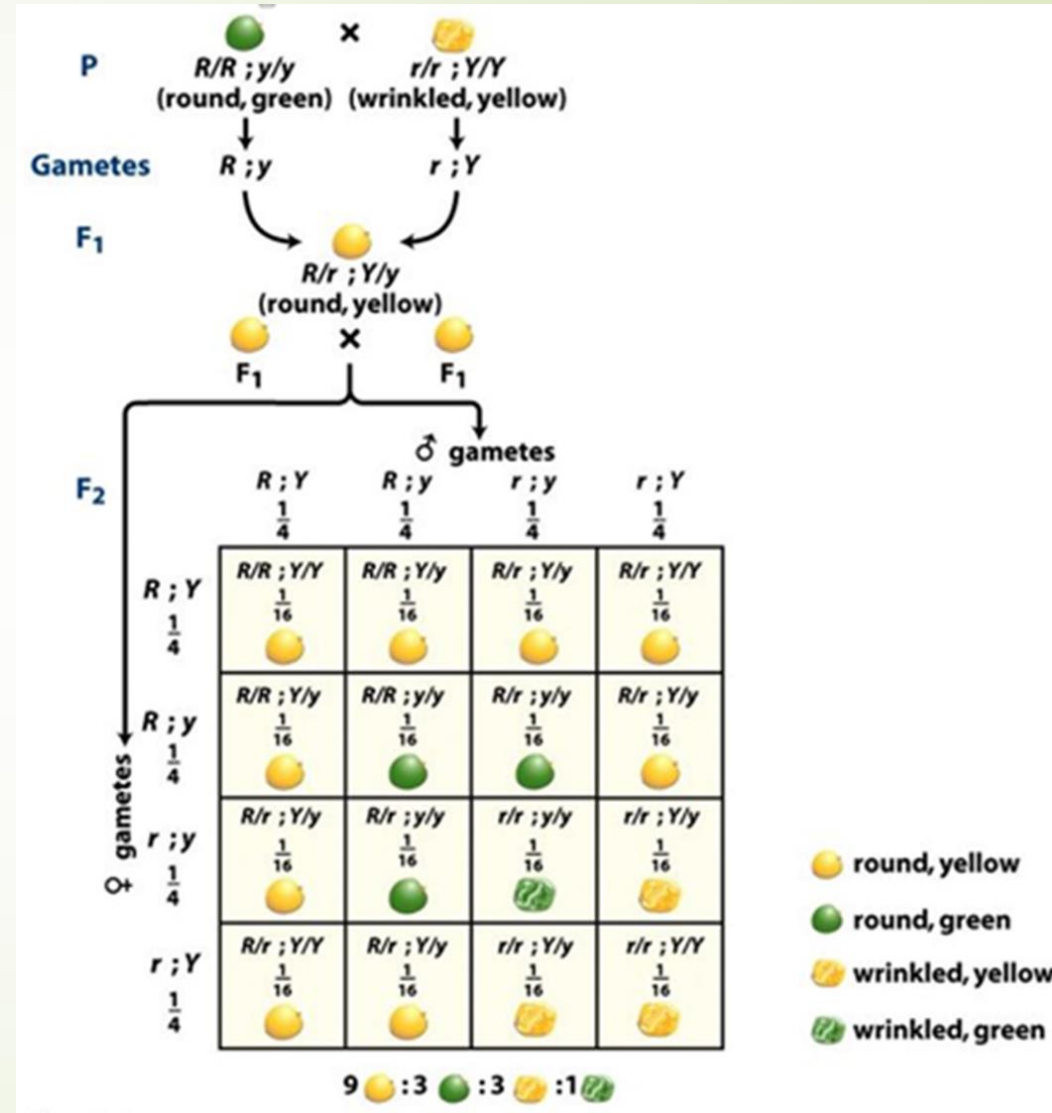 ×
P
R/R ; y/y r/r ; Y/Y
(round, green) (wrinkled, yellow)
Gametes R ; y r ; Y
F1
R/r ; Y/y
(round, yellow)
×
F1 F1
♂ gametes
F2
R ; Y R ; y r ; y r ; Y
1/4 1/4 1/4 1/4
♀ gametes
R ; Y R/R ; Y/Y R/R ; Y/y R/r ; Y/y R/r ; Y/Y
1/4 1/16 1/16 1/16 1/16
R ; y R/R ; Y/y R/R ; y/y R/r ; y/y R/r ; Y/y
1/4 1/16 1/16 1/16 1/16
r ; y R/r ; Y/y R/r ; y/y r/r ; y/y r/r ; Y/y
1/4 1/16 1/16 1/16 1/16
r ; Y R/r ; Y/Y R/r ; Y/y r/r ; Y/y r/r ; Y/Y
1/4 1/16 1/16 1/16 1/16
round, yellow
round, green
wrinkled, yellow
wrinkled, green
9 :3 :3 :1